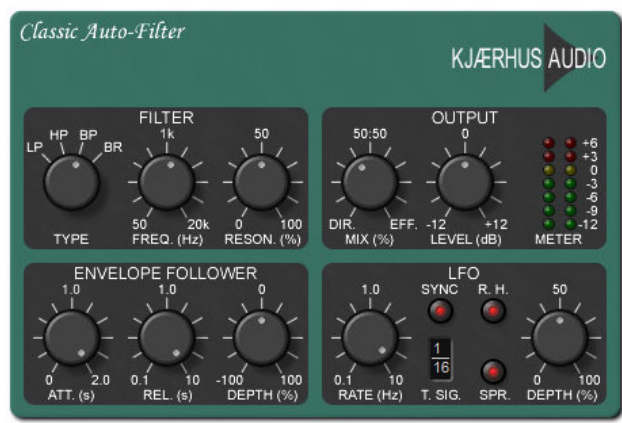 Classic Auto-Filter
KJÆRHUS AUDIO
FILTER
LP HP BP BR
1k
50
50 20k
0 100
TYPE
FREQ. (Hz)
RESON. (%)
OUTPUT
50:50
0
DIR. EFF.
-12 +12
MIX (%)
LEVEL (dB)
+6
+3
0
-3
-6
-9
-12
METER
ENVELOPE FOLLOWER
1.0
1.0
0
0 2.0
0.1 10
-100 100
ATT. (s)
REL. (s)
DEPTH (%)
LFO
1.0
SYNC
R. H.
50
1
16
0.1 10
0 100
RATE (Hz)
T. SIG.
SPR.
DEPTH (%)